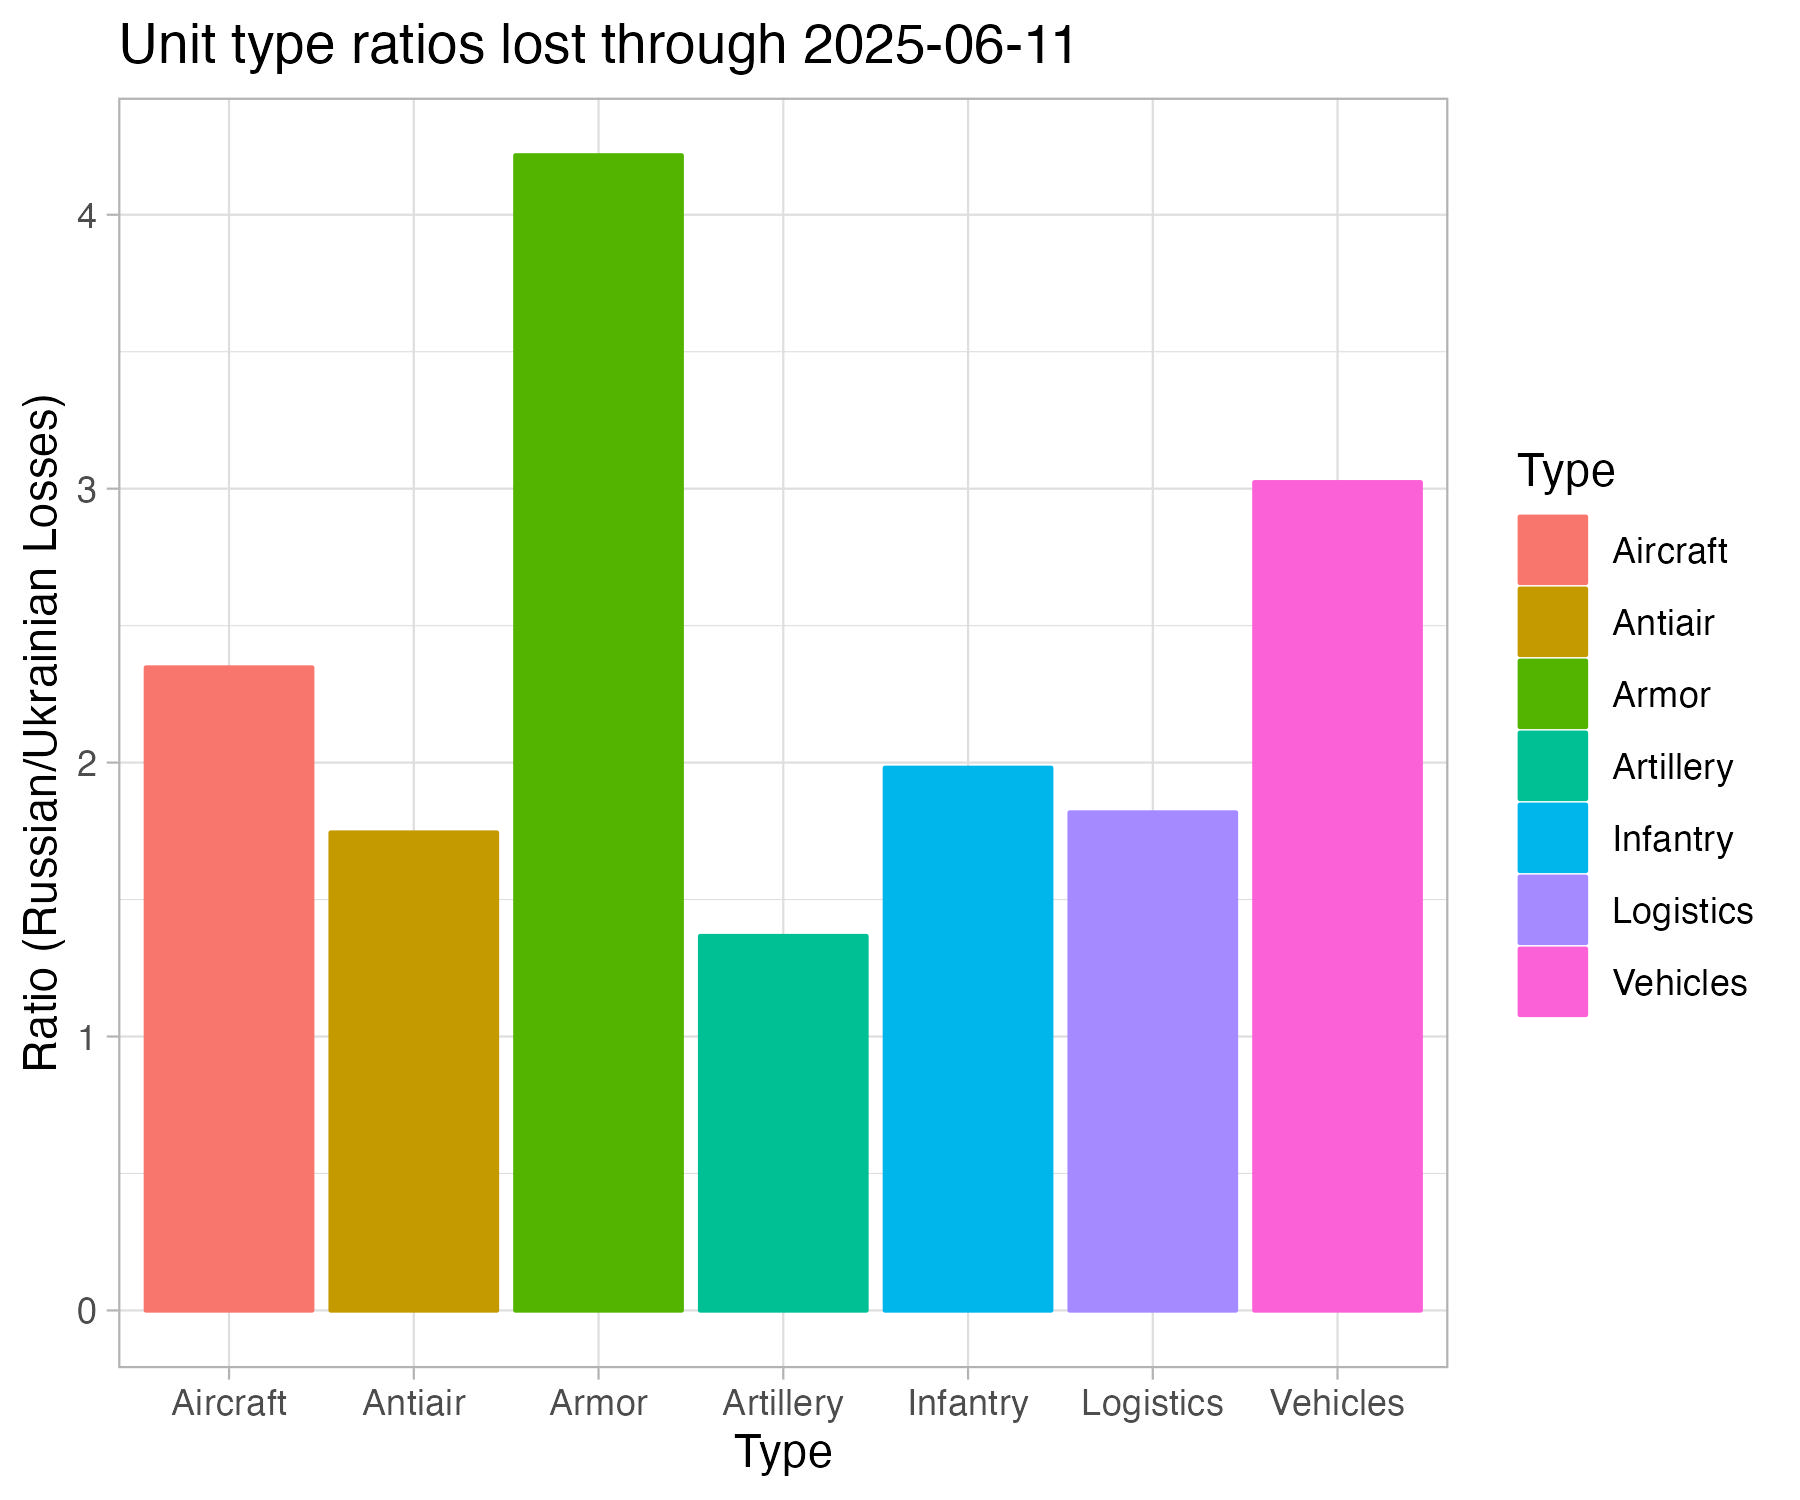 Unit type ratios lost through 2025-06-11
Ratio (Russian/Ukrainian Losses)
4
3
2
1
0
Aircraft Antiair Armor Artillery Infantry Logistics Vehicles
Type
Type
Aircraft
Antiair
Armor
Artillery
Infantry
Logistics
Vehicles